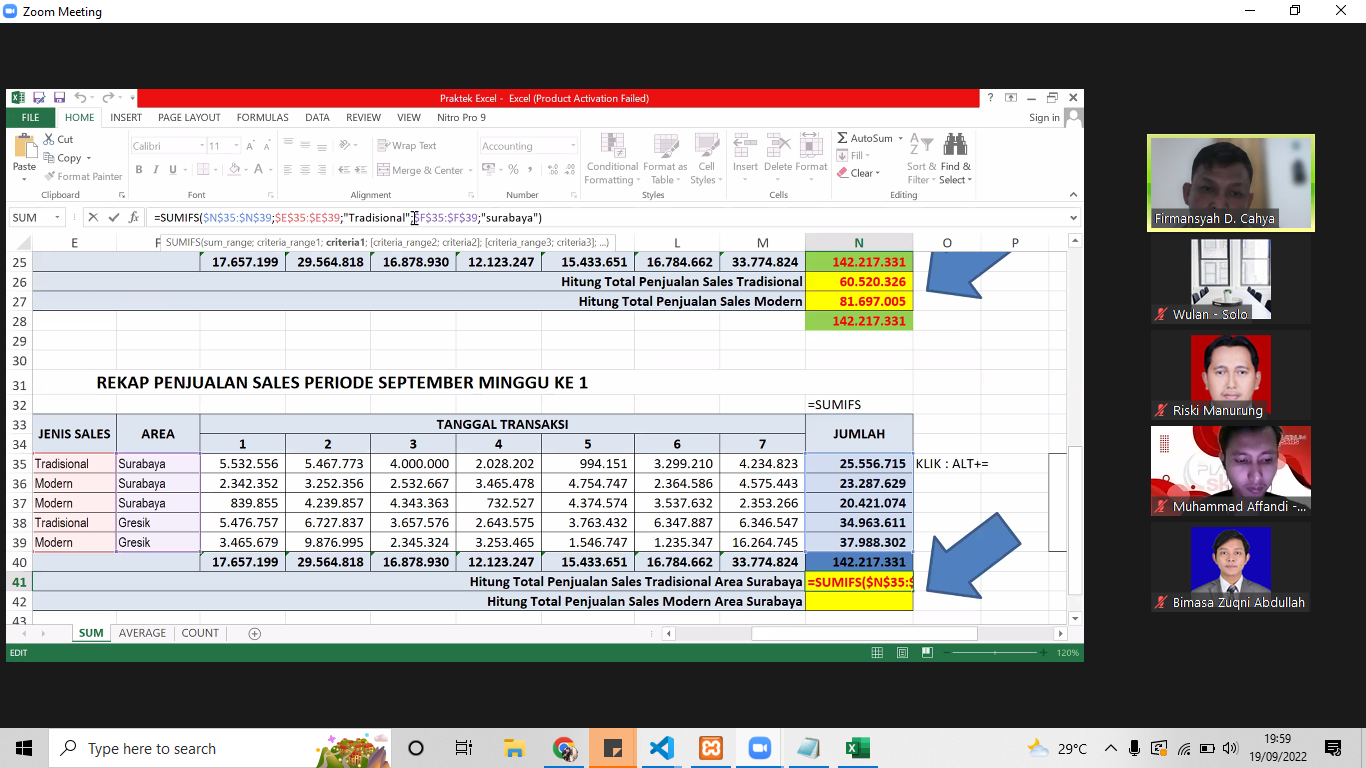 Zoom Meeting
Praktek Excel - Excel (Product Activation Failed)
FILE HOME INSERT PAGE LAYOUT FORMULAS DATA REVIEW VIEW Nitro Pro 9 Sign in
Paste
Cut
Copy
Format Painter
Clipboard
Calibri 11
B I U
Font
Wrap Text
Merge & Center
Alignment
Accounting
Number
Conditional Formatting
Format as Table
Cell Styles
Styles
Insert Delete Format
Cells
AutoSum
Fill
Clear
Sort & Filter
Find & Select
Editing
SUM =SUMIFS($N$35:$N$39;$E$35:$E$39;"Tradisional";$F$35:$F$39;"surabaya")
SUMIFS(sum_range; criteria_range1; criteria1; [criteria_range2; criteria2]; [criteria_range3; criteria3]; ...)
E F L M N O P
25 17.657.199 29.564.818 16.878.930 12.123.247 15.433.651 16.784.662 33.774.824 142.217.331
26 Hitung Total Penjualan Sales Tradisional 60.520.326
27 Hitung Total Penjualan Sales Modern 81.697.005
28 142.217.331
29
30
31 REKAP PENJUALAN SALES PERIODE SEPTEMBER MINGGU KE 1
32 =SUMIFS
33 JENIS SALES AREA TANGGAL TRANSAKSI JUMLAH
34 1 2 3 4 5 6 7
35 Tradisional Surabaya 5.532.556 5.467.773 4.000.000 2.028.202 994.151 3.299.210 4.234.823 25.556.715 KLIK : ALT+=
36 Modern Surabaya 2.342.352 3.252.356 2.532.667 3.465.478 4.754.747 2.364.586 4.575.443 23.287.629
37 Modern Surabaya 839.855 4.239.857 4.343.363 732.527 4.374.574 3.537.632 2.353.266 20.421.074
38 Tradisional Gresik 5.476.757 6.727.837 3.657.576 2.643.575 3.763.432 6.347.887 6.346.547 34.963.611
39 Modern Gresik 3.465.679 9.876.995 2.345.324 3.253.465 1.546.747 1.235.347 16.264.745 37.988.302
40 17.657.199 29.564.818 16.878.930 12.123.247 15.433.651 16.784.662 33.774.824 142.217.331
41 Hitung Total Penjualan Sales Tradisional Area Surabaya =SUMIFS($N$35:$
42 Hitung Total Penjualan Sales Modern Area Surabaya
43
SUM AVERAGE COUNT
EDIT 120%
Firmansyah D. Cahya
Wulan - Solo
Riski Manurung
Muhammad Affandi -...
Bimasa Zuqni Abdullah
Type here to search
29°C
19:59
19/09/2022